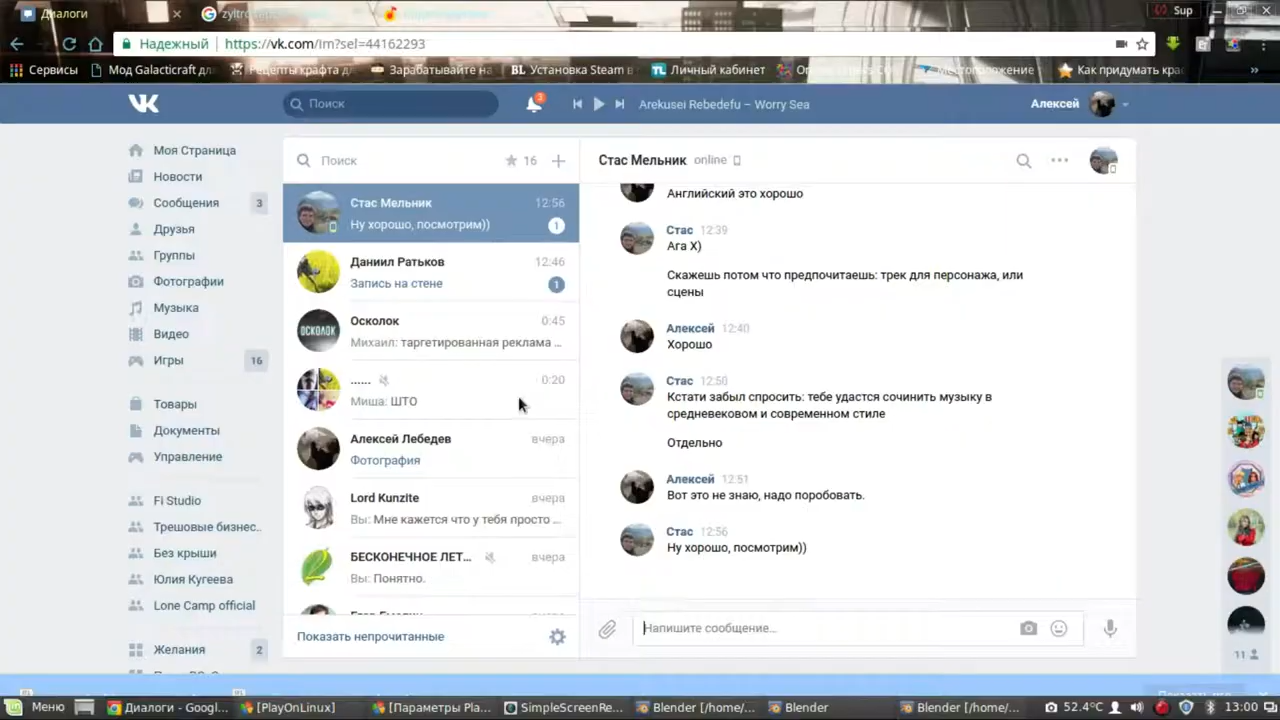 Диалоги
Sup
Надежный
https://vk.com/im?sel=44162293
Сервисы
Мод Galacticraft дл
Рецепты крафта д
Зарабатывайте на
BL Установка Steam в
TL Личный кабинет
Местоположение
Как придумать кра
»
Поиск
3
Arekusei Rebedefu – Worry Sea
Алексей
Моя Страница
Новости
Сообщения 3
Друзья
Группы
Фотографии
Музыка
Видео
Игры 16
Товары
Документы
Управление
Fi Studio
Трешовые бизнес..
Без крыши
Юлия Кугеева
Lone Camp official
Желания 2
Поиск
16
Стас Мельник 12:56
Ну хорошо, посмотрим)) 1
Даниил Ратьков 12:46
Запись на стене 1
Осколок 0:45
ОСКОЛОК
Михаил: таргетированная реклама ...
...... 0:20
Миша: ШТО
Алексей Лебедев вчера
Фотография
Lord Kunzite вчера
Вы: Мне кажется что у тебя просто ...
БЕСКОНЕЧНОЕ ЛЕТ... вчера
Вы: Понятно.
Показать непрочитанные
Стас Мельник online
Английский это хорошо
Стас 12:39
Ага Х)
Скажешь потом что предпочитаешь: трек для персонажа, или
сцены
Алексей 12:40
Хорошо
Стас 12:50
Кстати забыл спросить: тебе удастся сочинить музыку в
средневековом и современном стиле
Отдельно
Алексей 12:51
Вот это не знаю, надо поробовать.
Стас 12:56
Ну хорошо, посмотрим))
Напишите сообщение...
11
Меню
Диалоги - Googl...
[PlayOnLinux]
[Параметры Pla...
SimpleScreenRe...
Blender [/home/...
Blender
Blender [/home/...
52.4°C
13:00